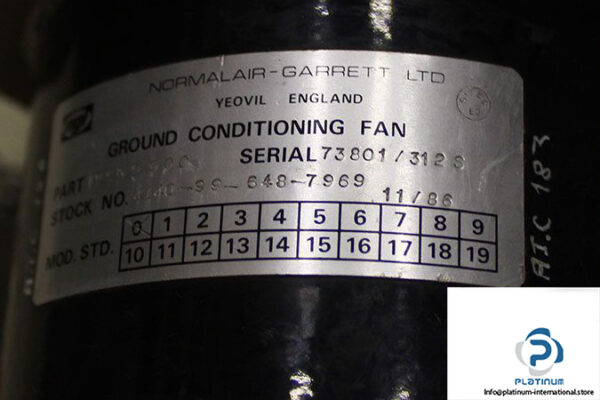 NORMALAIR-GARRETT LTD
YEOVIL ENGLAND
GROUND CONDITIONING FAN
PART SERIAL 73801/312 S
STOCK NO. 99-648-7969 11/86
MOD. STD.
0 1 2 3 4 5 6 7 8 9
10 11 12 13 14 15 16 17 18 19
AI.C 183
PLATINUM
Info@platinum-international.store